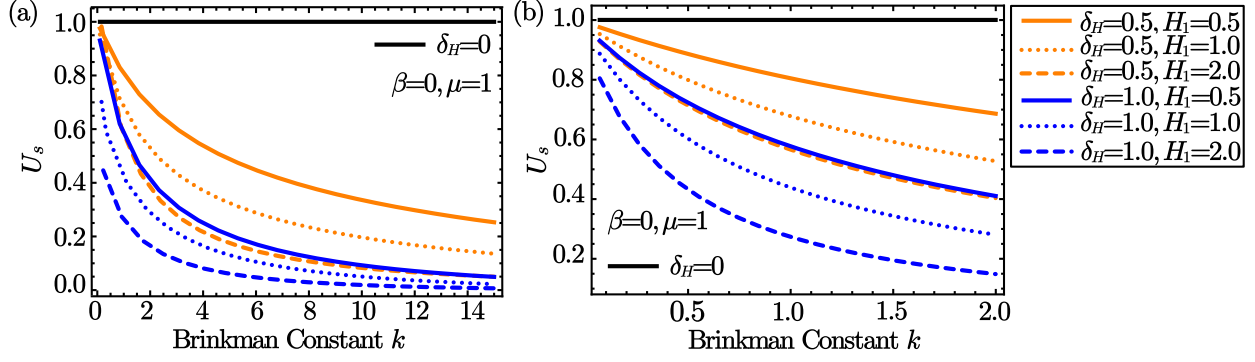 (a)
1.0
0.8
0.6
0.4
0.2
0.0
U_s
δ_H=0
β=0, μ=1
0 2 4 6 8 10 12 14
Brinkman Constant k
(b)
1.0
0.8
0.6
0.4
0.2
U_s
β=0, μ=1
δ_H=0
0.5 1.0 1.5 2.0
Brinkman Constant k
δ_H=0.5, H_1=0.5
δ_H=0.5, H_1=1.0
δ_H=0.5, H_1=2.0
δ_H=1.0, H_1=0.5
δ_H=1.0, H_1=1.0
δ_H=1.0, H_1=2.0